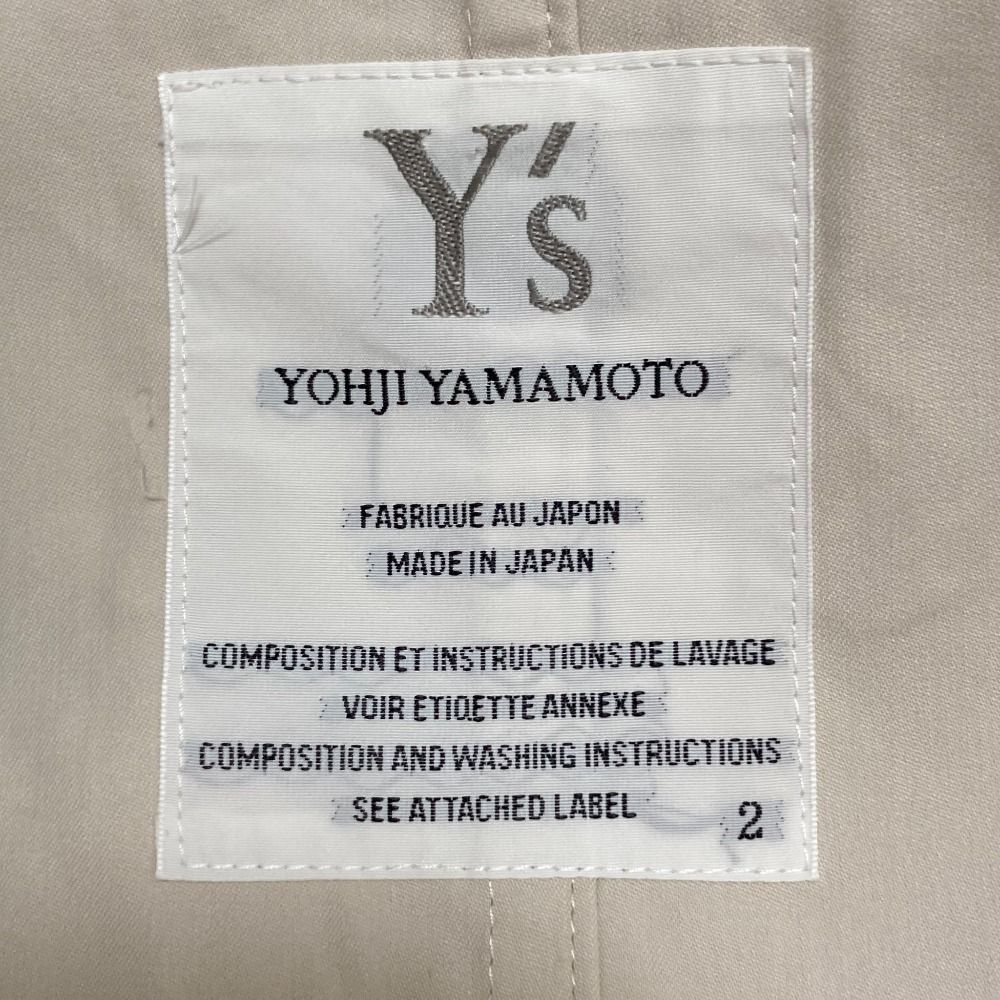 Y's
YOHJI YAMAMOTO
FABRIQUE AU JAPON
MADE IN JAPAN
COMPOSITION ET INSTRUCTIONS DE LAVAGE
VOIR ETIQETTE ANNEXE
COMPOSITION AND WASHING INSTRUCTIONS
SEE ATTACHED LABEL
2